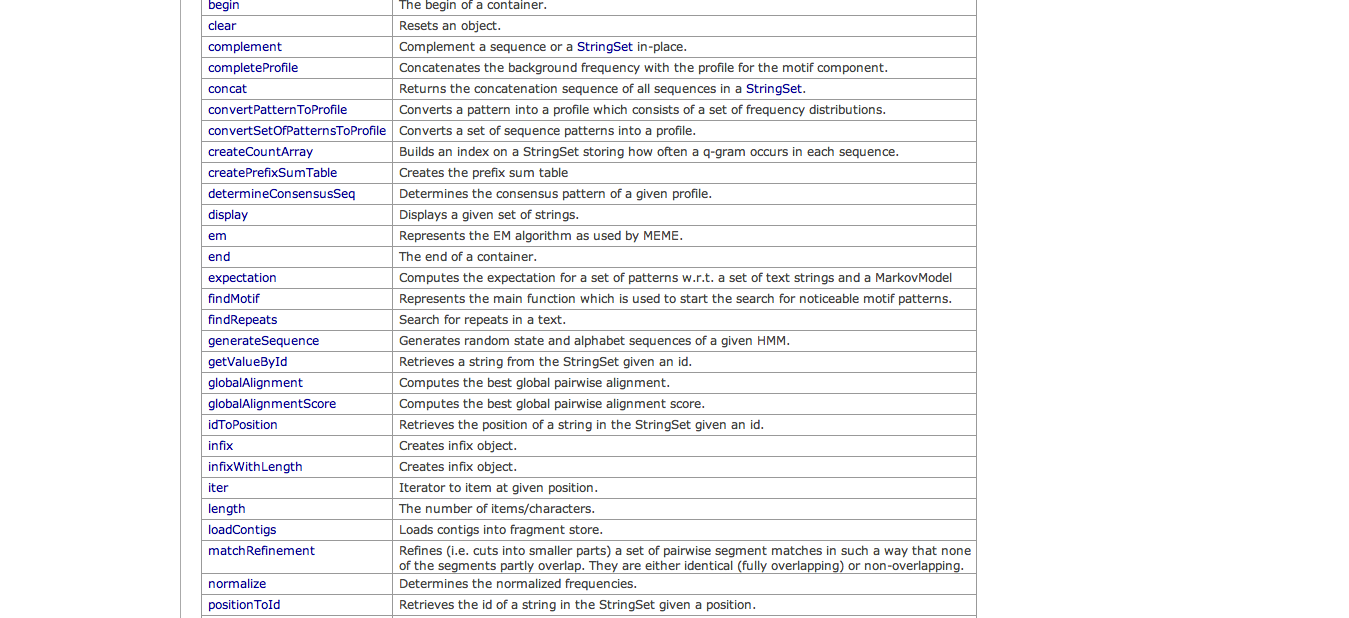 begin The begin of a container.
clear Resets an object.
complement Complement a sequence or a StringSet in-place.
completeProfile Concatenates the background frequency with the profile for the motif component.
concat Returns the concatenation sequence of all sequences in a StringSet.
convertPatternToProfile Converts a pattern into a profile which consists of a set of frequency distributions.
convertSetOfPatternsToProfile Converts a set of sequence patterns into a profile.
createCountArray Builds an index on a StringSet storing how often a q-gram occurs in each sequence.
createPrefixSumTable Creates the prefix sum table
determineConsensusSeq Determines the consensus pattern of a given profile.
display Displays a given set of strings.
em Represents the EM algorithm as used by MEME.
end The end of a container.
expectation Computes the expectation for a set of patterns w.r.t. a set of text strings and a MarkovModel
findMotif Represents the main function which is used to start the search for noticeable motif patterns.
findRepeats Search for repeats in a text.
generateSequence Generates random state and alphabet sequences of a given HMM.
getValueById Retrieves a string from the StringSet given an id.
globalAlignment Computes the best global pairwise alignment.
globalAlignmentScore Computes the best global pairwise alignment score.
idToPosition Retrieves the position of a string in the StringSet given an id.
infix Creates infix object.
infixWithLength Creates infix object.
iter Iterator to item at given position.
length The number of items/characters.
loadContigs Loads contigs into fragment store.
matchRefinement Refines (i.e. cuts into smaller parts) a set of pairwise segment matches in such a way that none
of the segments partly overlap. They are either identical (fully overlapping) or non-overlapping.
normalize Determines the normalized frequencies.
positionToId Retrieves the id of a string in the StringSet given a position.